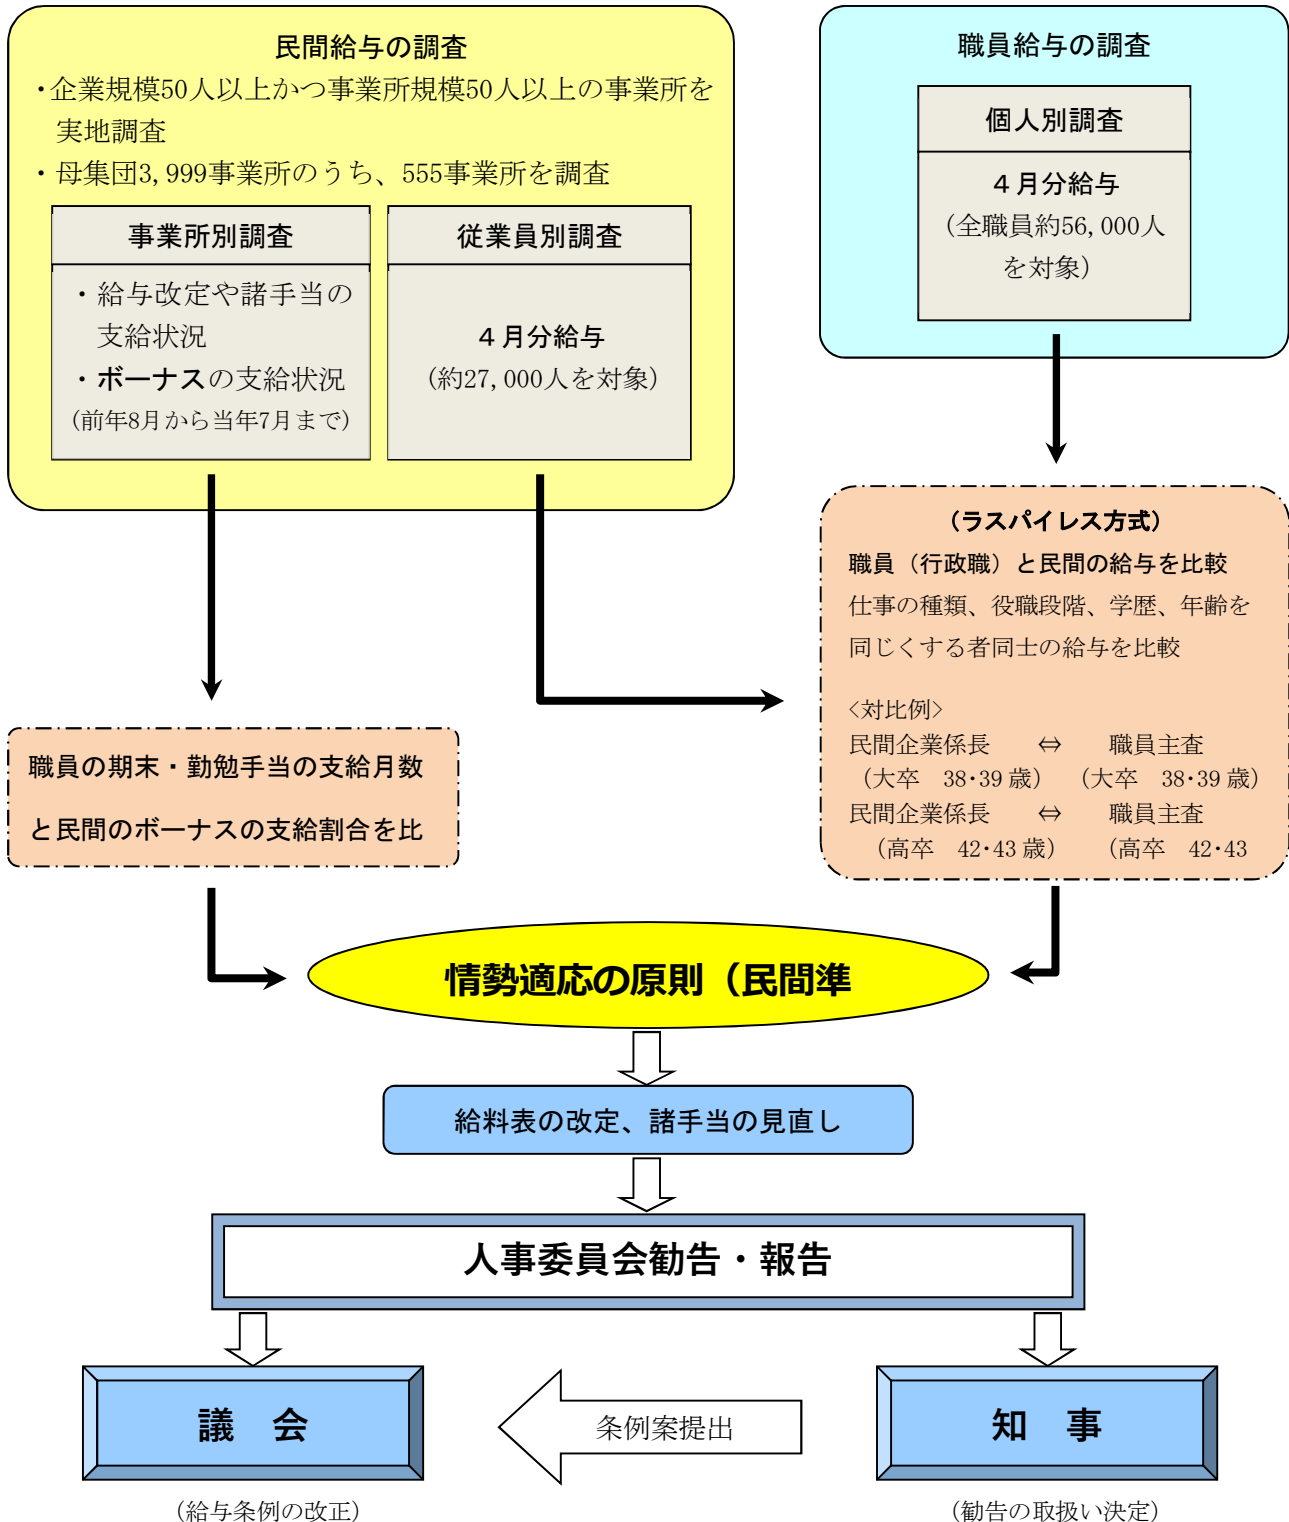 民間給与の調査
・企業規模50人以上かつ事業所規模50人以上の事業所を
実地調査
・母集団3,999事業所のうち、555事業所を調査
事業所別調査
・給与改定や諸手当の
支給状況
・ボーナスの支給状況
(前年8月から当年7月まで)
従業員別調査
４月分給与
(約27,000人を対象)
職員給与の調査
個人別調査
４月分給与
(全職員約56,000人
を対象)
(ラスパイレス方式)
職員（行政職）と民間の給与を比較
仕事の種類、役職段階、学歴、年齢を
同じくする者同士の給与を比較
<対比例>
民間企業係長　⇔　職員主査
（大卒　38・39歳）　（大卒　38・39歳）
民間企業係長　⇔　職員主査
（高卒　42・43歳）　（高卒　42・43
職員の期末・勤勉手当の支給月数
と民間のボーナスの支給割合を比
情勢適応の原則（民間準
給料表の改定、諸手当の見直し
人事委員会勧告・報告
議　会
条例案提出
知　事
(給与条例の改正)
(勧告の取扱い決定)